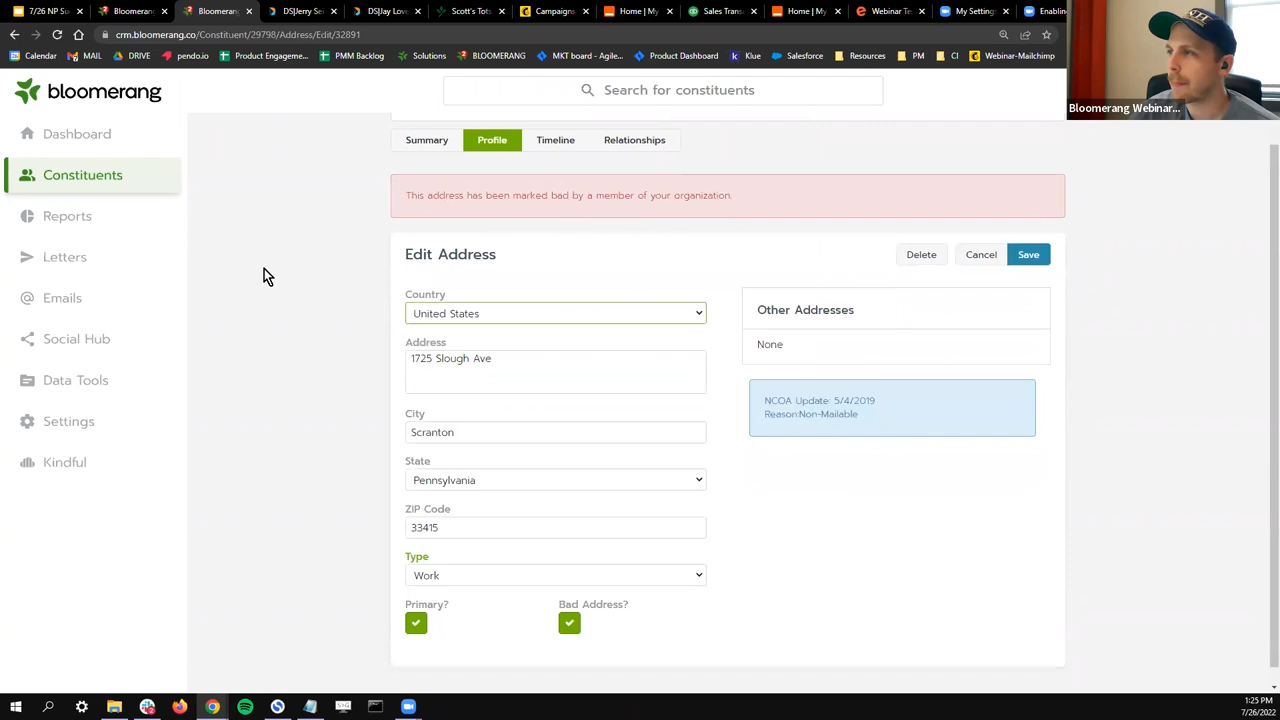 7/26 NP Su
Bloomerang:
Bloomerang:
DSJerry Sei
DSJay Love
Scott's Tots
Campaigns
Home | My
Sales Trans
Home | My
Webinar Te
My Settings
Enabling
crm.bloomerang.co/Constituent/29798/Address/Edit/32891
Calendar
Mail
DRIVE
pendo.io
Product Engageme...
PMM Backlog
Solutions
BLOOMERANG
MKT board - Agile...
Product Dashboard
Klue
Salesforce
Resources
PM
CI
Webinar-Mailchimp
NH
Bloomerang Webinar...
bloomerang
Search for constituents
Dashboard
Constituents
Reports
Letters
Emails
Social Hub
Data Tools
Settings
Kindful
Summary
Profile
Timeline
Relationships
This address has been marked bad by a member of your organization.
Edit Address
Delete
Cancel
Save
Country
United States
Address
1725 Slough Ave
City
Scranton
State
Pennsylvania
ZIP Code
33415
Type
Work
Primary?
Bad Address?
Other Addresses
None
NCOA Update: 5/4/2019
Reason:Non-Mailable
1:25 PM
7/26/2022